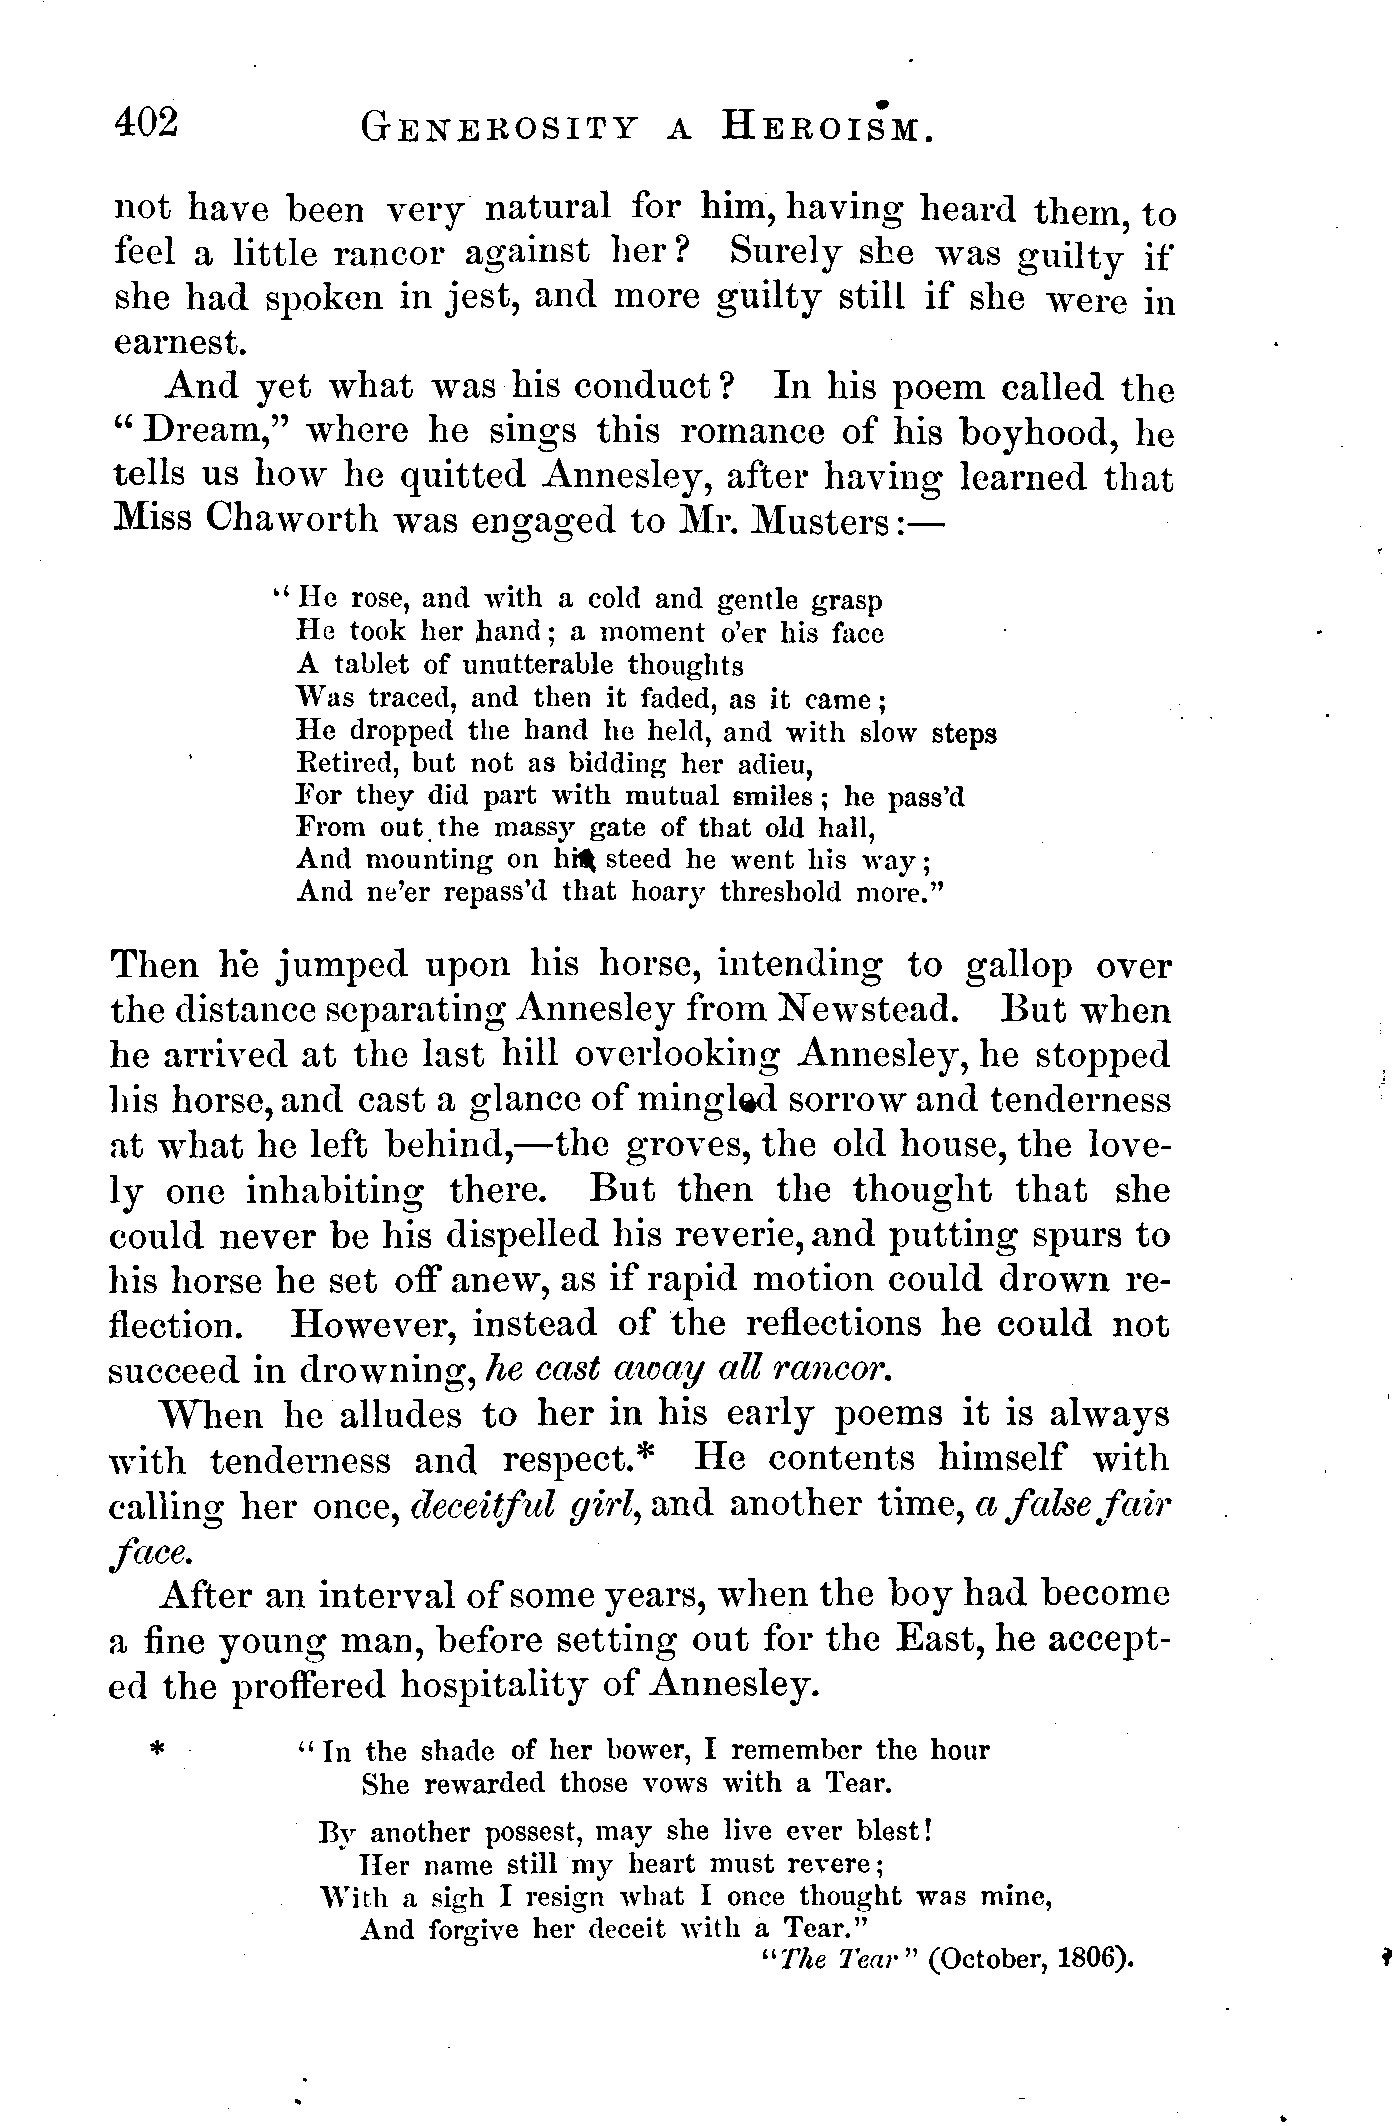 402 GENEROSITY A HEROISM.
not have been very natural for him, having heard them, to
feel a little rancor against her? Surely she was guilty if
she had spoken in jest, and more guilty still if she were in
earnest.
And yet what was his conduct? In his poem called the
"Dream," where he sings this romance of his boyhood, he
tells us how he quitted Annesley, after having learned that
Miss Chaworth was engaged to Mr. Musters:—
"He rose, and with a cold and gentle grasp
He took her hand; a moment o'er his face
A tablet of unutterable thoughts
Was traced, and then it faded, as it came;
He dropped the hand he held, and with slow steps
Retired, but not as bidding her adieu,
For they did part with mutual smiles; he pass'd
From out the massy gate of that old hall,
And mounting on his steed he went his way;
And ne'er repass'd that hoary threshold more."
Then he jumped upon his horse, intending to gallop over
the distance separating Annesley from Newstead. But when
he arrived at the last hill overlooking Annesley, he stopped
his horse, and cast a glance of mingled sorrow and tenderness
at what he left behind,—the groves, the old house, the love-
ly one inhabiting there. But then the thought that she
could never be his dispelled his reverie, and putting spurs to
his horse he set off anew, as if rapid motion could drown re-
flection. However, instead of the reflections he could not
succeed in drowning, he cast away all rancor.
When he alludes to her in his early poems it is always
with tenderness and respect.* He contents himself with
calling her once, deceitful girl, and another time, a false fair
face.
After an interval of some years, when the boy had become
a fine young man, before setting out for the East, he accept-
ed the proffered hospitality of Annesley.
* "In the shade of her bower, I remember the hour
She rewarded those vows with a Tear.
By another possest, may she live ever blest!
Her name still my heart must revere;
With a sigh I resign what I once thought was mine,
And forgive her deceit with a Tear."
"The Tear" (October, 1806).